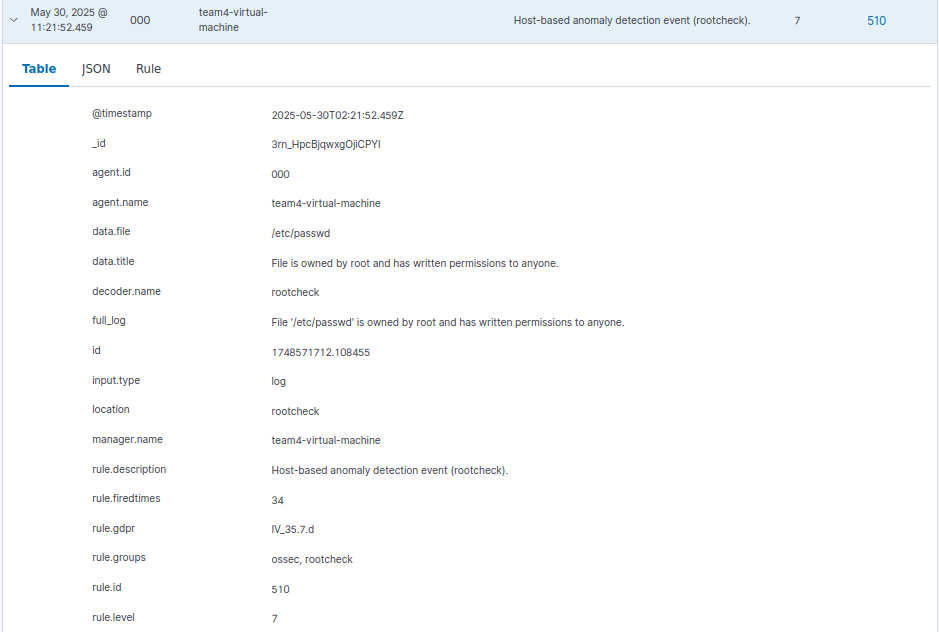 May 30, 2025 @ 11:21:52.459 000 team4-virtual-machine Host-based anomaly detection event (rootcheck). 7 510
Table JSON Rule
@timestamp 2025-05-30T02:21:52.459Z
_id 3rn_HpcBjqwxgOjiCPYI
agent.id 000
agent.name team4-virtual-machine
data.file /etc/passwd
data.title File is owned by root and has written permissions to anyone.
decoder.name rootcheck
full_log File '/etc/passwd' is owned by root and has written permissions to anyone.
id 1748571712.108455
input.type log
location rootcheck
manager.name team4-virtual-machine
rule.description Host-based anomaly detection event (rootcheck).
rule.firedtimes 34
rule.gdpr IV_35.7.d
rule.groups ossec, rootcheck
rule.id 510
rule.level 7